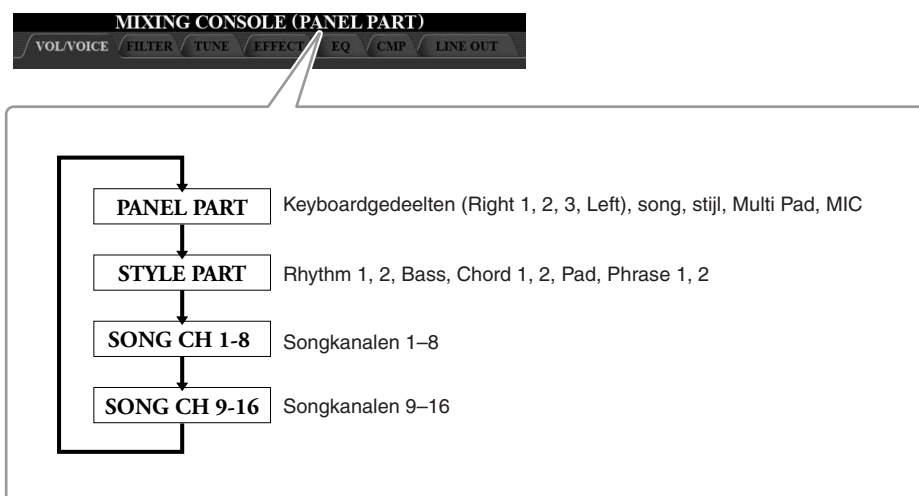 MIXING CONSOLE (PANEL PART)
VOL/VOICE FILTER TUNE EFFECT EQ CMP LINE OUT
PANEL PART Keyboardgedeelten (Right 1, 2, 3, Left), song, stijl, Multi Pad, MIC
STYLE PART Rhythm 1, 2, Bass, Chord 1, 2, Pad, Phrase 1, 2
SONG CH 1-8 Songkanalen 1–8
SONG CH 9-16 Songkanalen 9–16